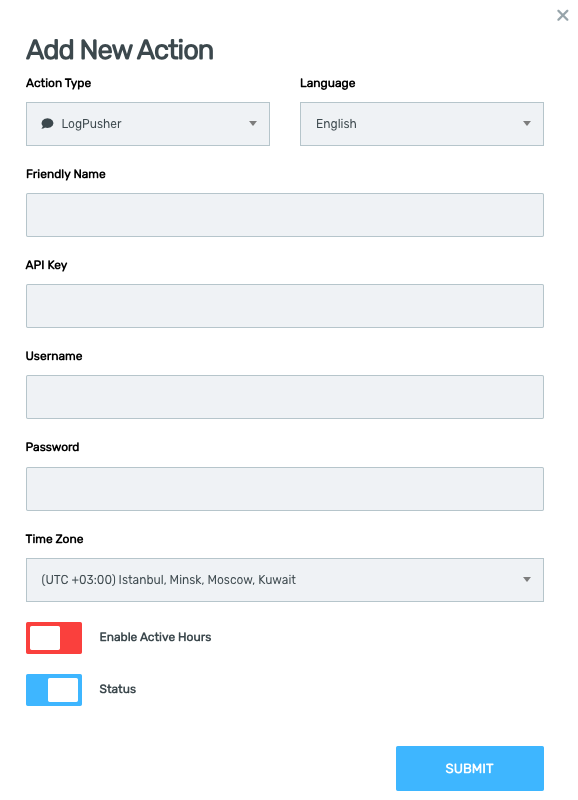 Add New Action
Action Type
Language
LogPusher
English
Friendly Name
API Key
Username
Password
Time Zone
(UTC +03:00) Istanbul, Minsk, Moscow, Kuwait
Enable Active Hours
Status
SUBMIT